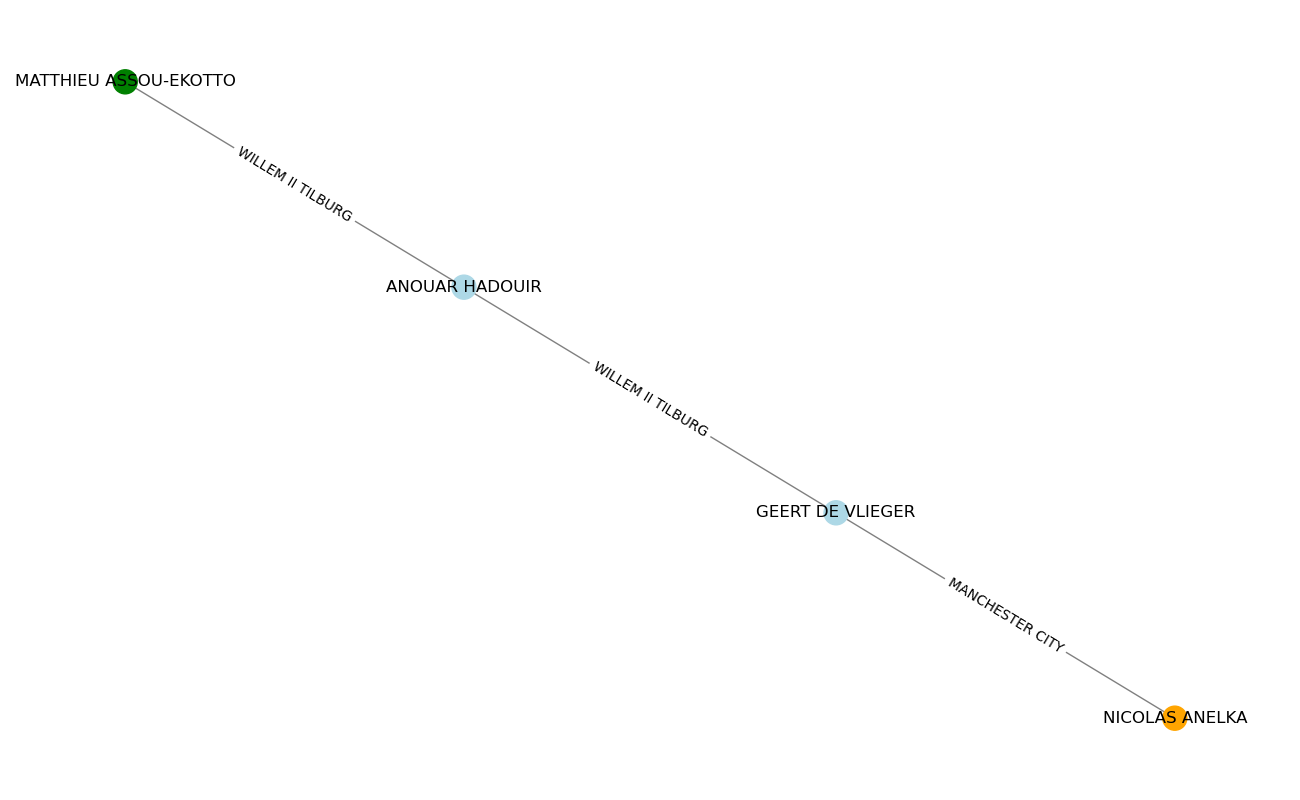 MATTHIEU ASSOU-EKOTTO
WILLEM II TILBURG
ANOUAR HADOUIR
WILLEM II TILBURG
GEERT DE VLIEGER
MANCHESTER CITY
NICOLAS ANELKA